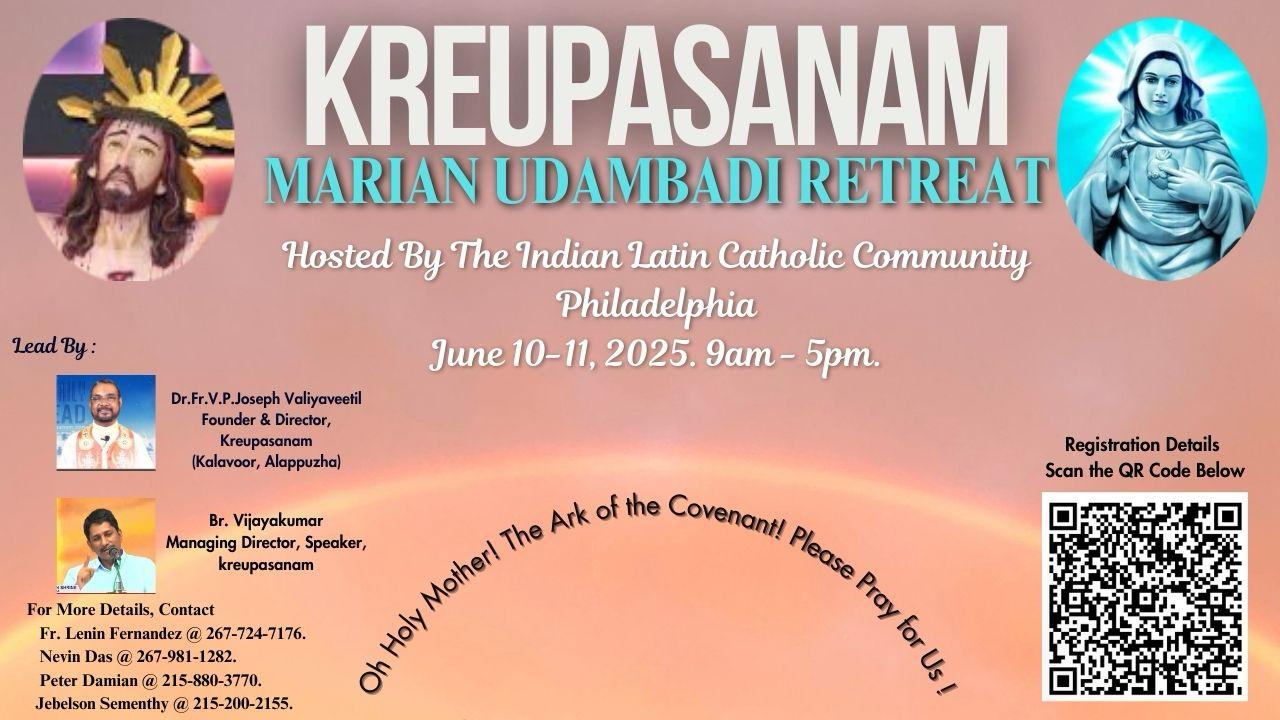 KREUPASANAM
MARIAN UDAMBADI RETREAT
Hosted By The Indian Latin Catholic Community
Philadelphia
June 10-11, 2025. 9am - 5pm.
Lead By :
Dr.Fr.V.P.Joseph Valiyaveetil
Founder & Director,
Kreupasanam
(Kalavoor, Alappuzha)
Br. Vijayakumar
Managing Director, Speaker,
kreupasanam
For More Details, Contact
Fr. Lenin Fernandez @ 267-724-7176.
Nevin Das @ 267-981-1282.
Peter Damian @ 215-880-3770.
Jebelson Sementhy @ 215-200-2155.
Oh Holy Mother! The Ark of the Covenant! Please Pray for Us !
Registration Details
Scan the QR Code Below